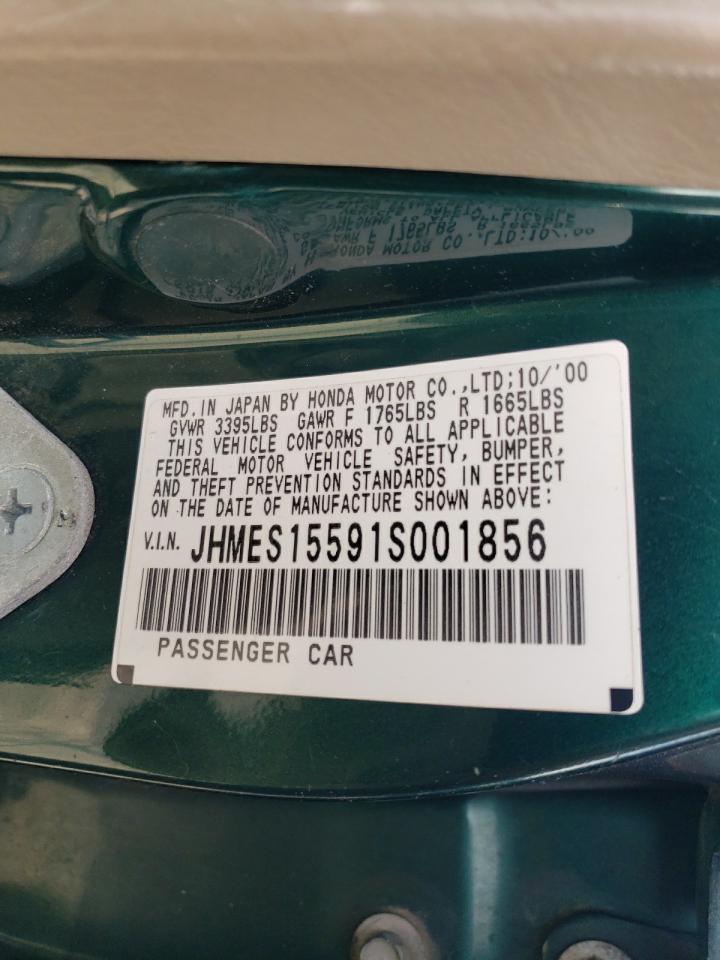 MFD. IN JAPAN BY HONDA MOTOR CO.,LTD;10/'00
GVWR 3395LBS GAWR F 1765LBS R 1665LBS
THIS VEHICLE CONFORMS TO ALL APPLICABLE
FEDERAL MOTOR VEHICLE SAFETY, BUMPER,
AND THEFT PREVENTION STANDARDS IN EFFECT
ON THE DATE OF MANUFACTURE SHOWN ABOVE:
V.I.N. JHMES15591S001856
PASSENGER CAR